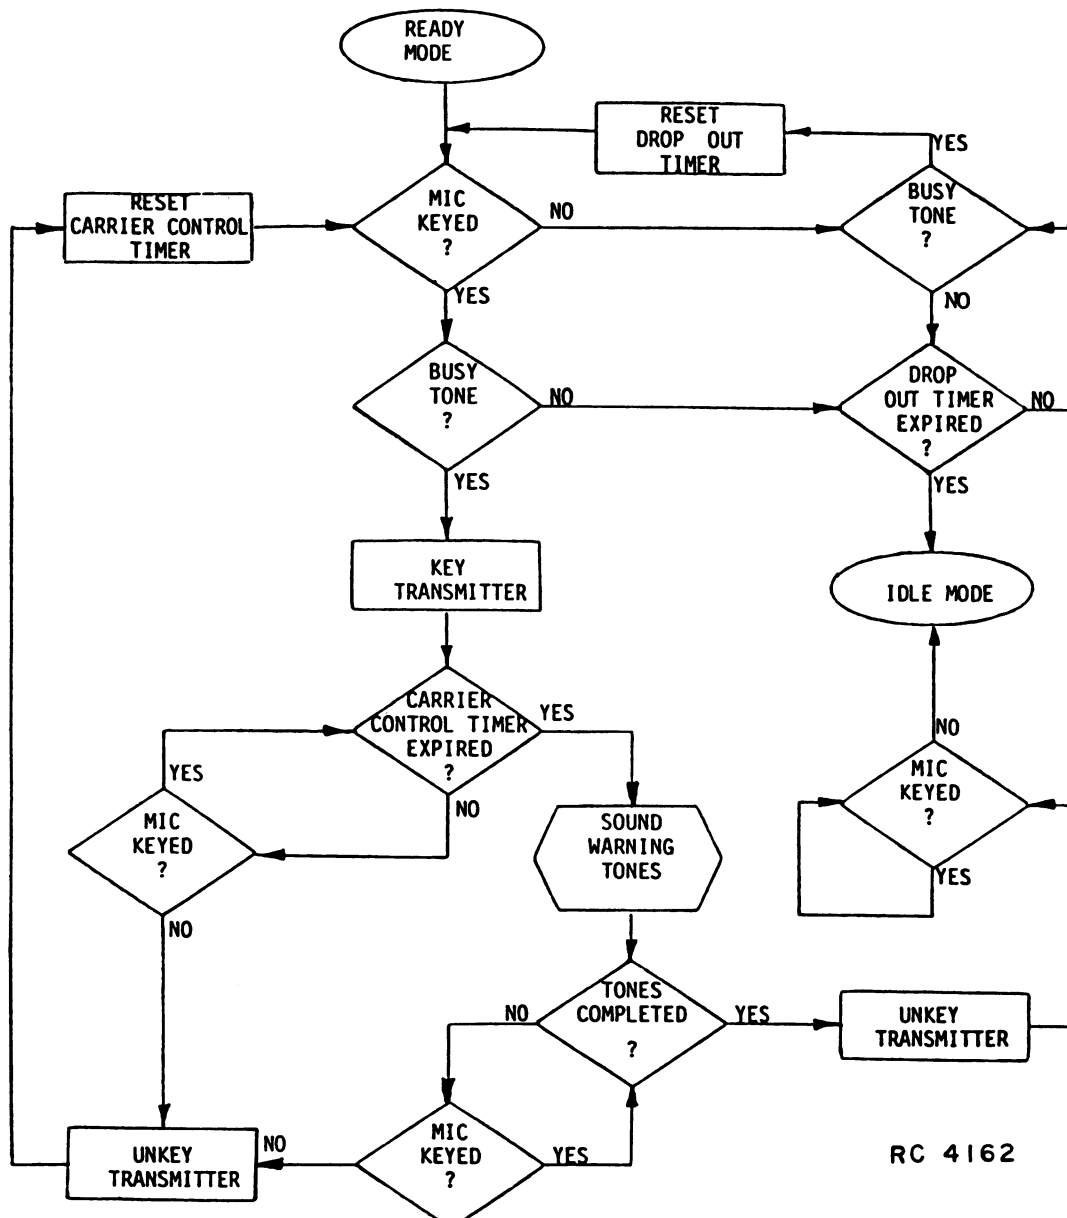 READY
MODE
RESET
DROP OUT
TIMER
YES
BUSY
TONE
?
NO
RESET
CARRIER CONTROL
TIMER
MIC
KEYED
?
NO
YES
BUSY
TONE
?
NO
YES
DROP
OUT TIMER
EXPIRED
?
NO
YES
KEY
TRANSMITTER
IDLE MODE
CARRIER
CONTROL TIMER
EXPIRED
?
YES
NO
YES
MIC
KEYED
?
NO
SOUND
WARNING
TONES
NO
MIC
KEYED
?
YES
TONES
COMPLETED
?
NO
YES
UNKEY
TRANSMITTER
UNKEY
TRANSMITTER
NO
MIC
KEYED
?
YES
RC 4162